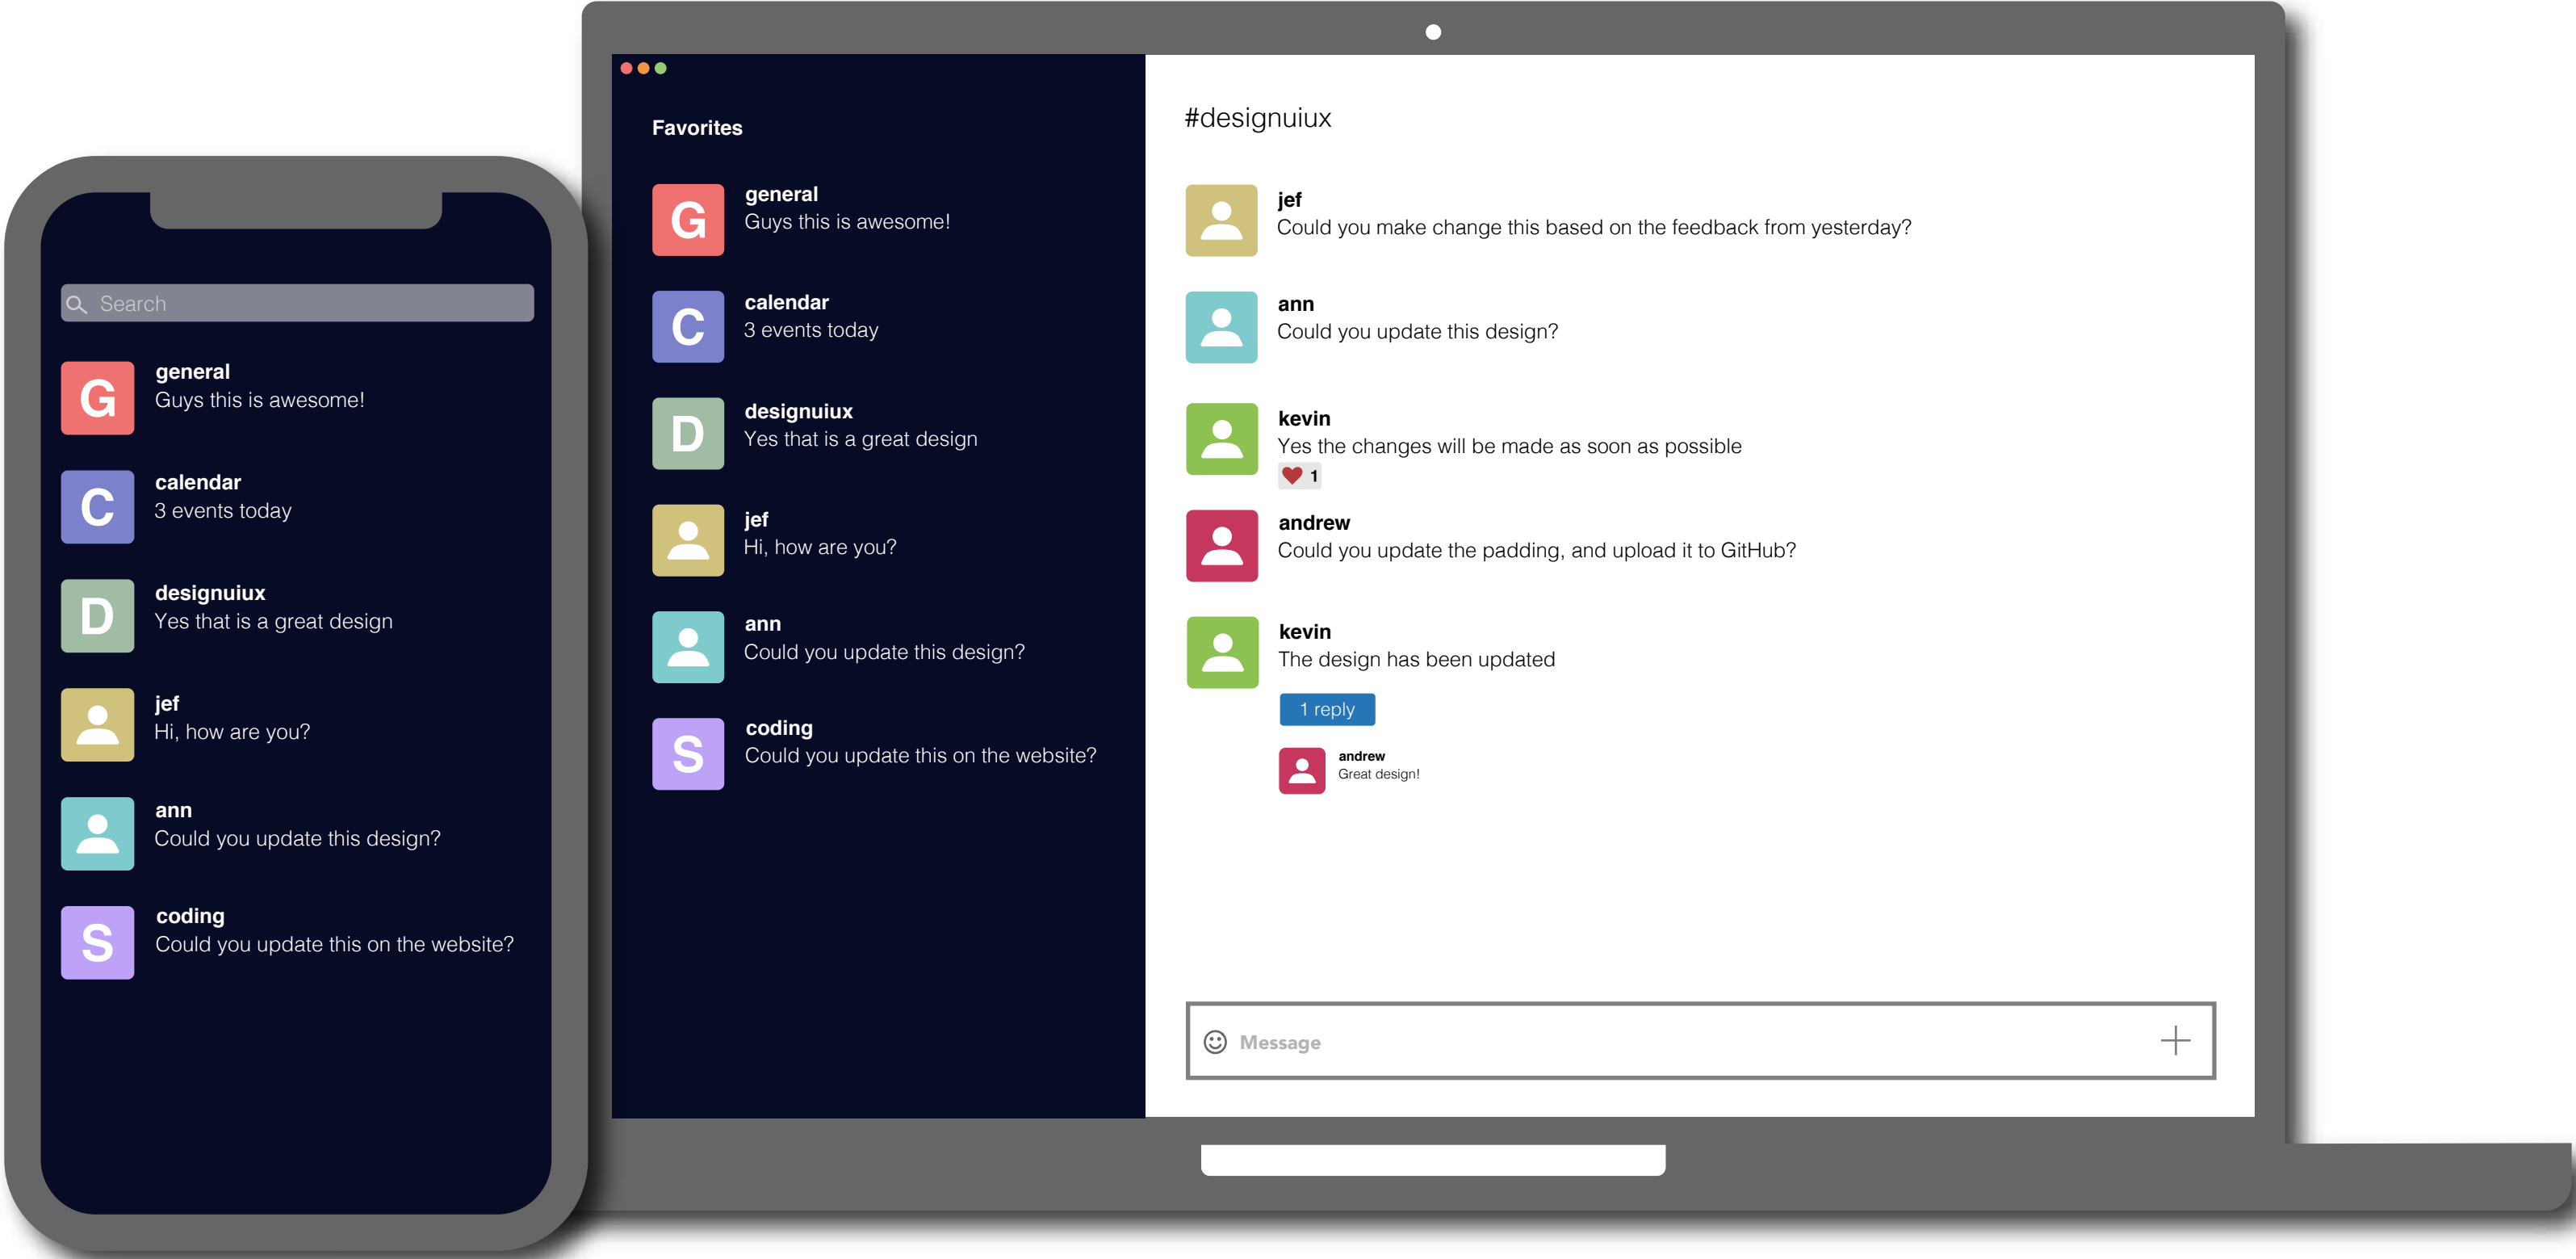 Search
G
general
Guys this is awesome!
C
calendar
3 events today
D
designuiux
Yes that is a great design
jef
Hi, how are you?
ann
Could you update this design?
S
coding
Could you update this on the website?
Favorites
G
general
Guys this is awesome!
C
calendar
3 events today
D
designuiux
Yes that is a great design
jef
Hi, how are you?
ann
Could you update this design?
S
coding
Could you update this on the website?
#designuiux
jef
Could you make change this based on the feedback from yesterday?
ann
Could you update this design?
kevin
Yes the changes will be made as soon as possible
1
andrew
Could you update the padding, and upload it to GitHub?
kevin
The design has been updated
1 reply
andrew
Great design!
Message